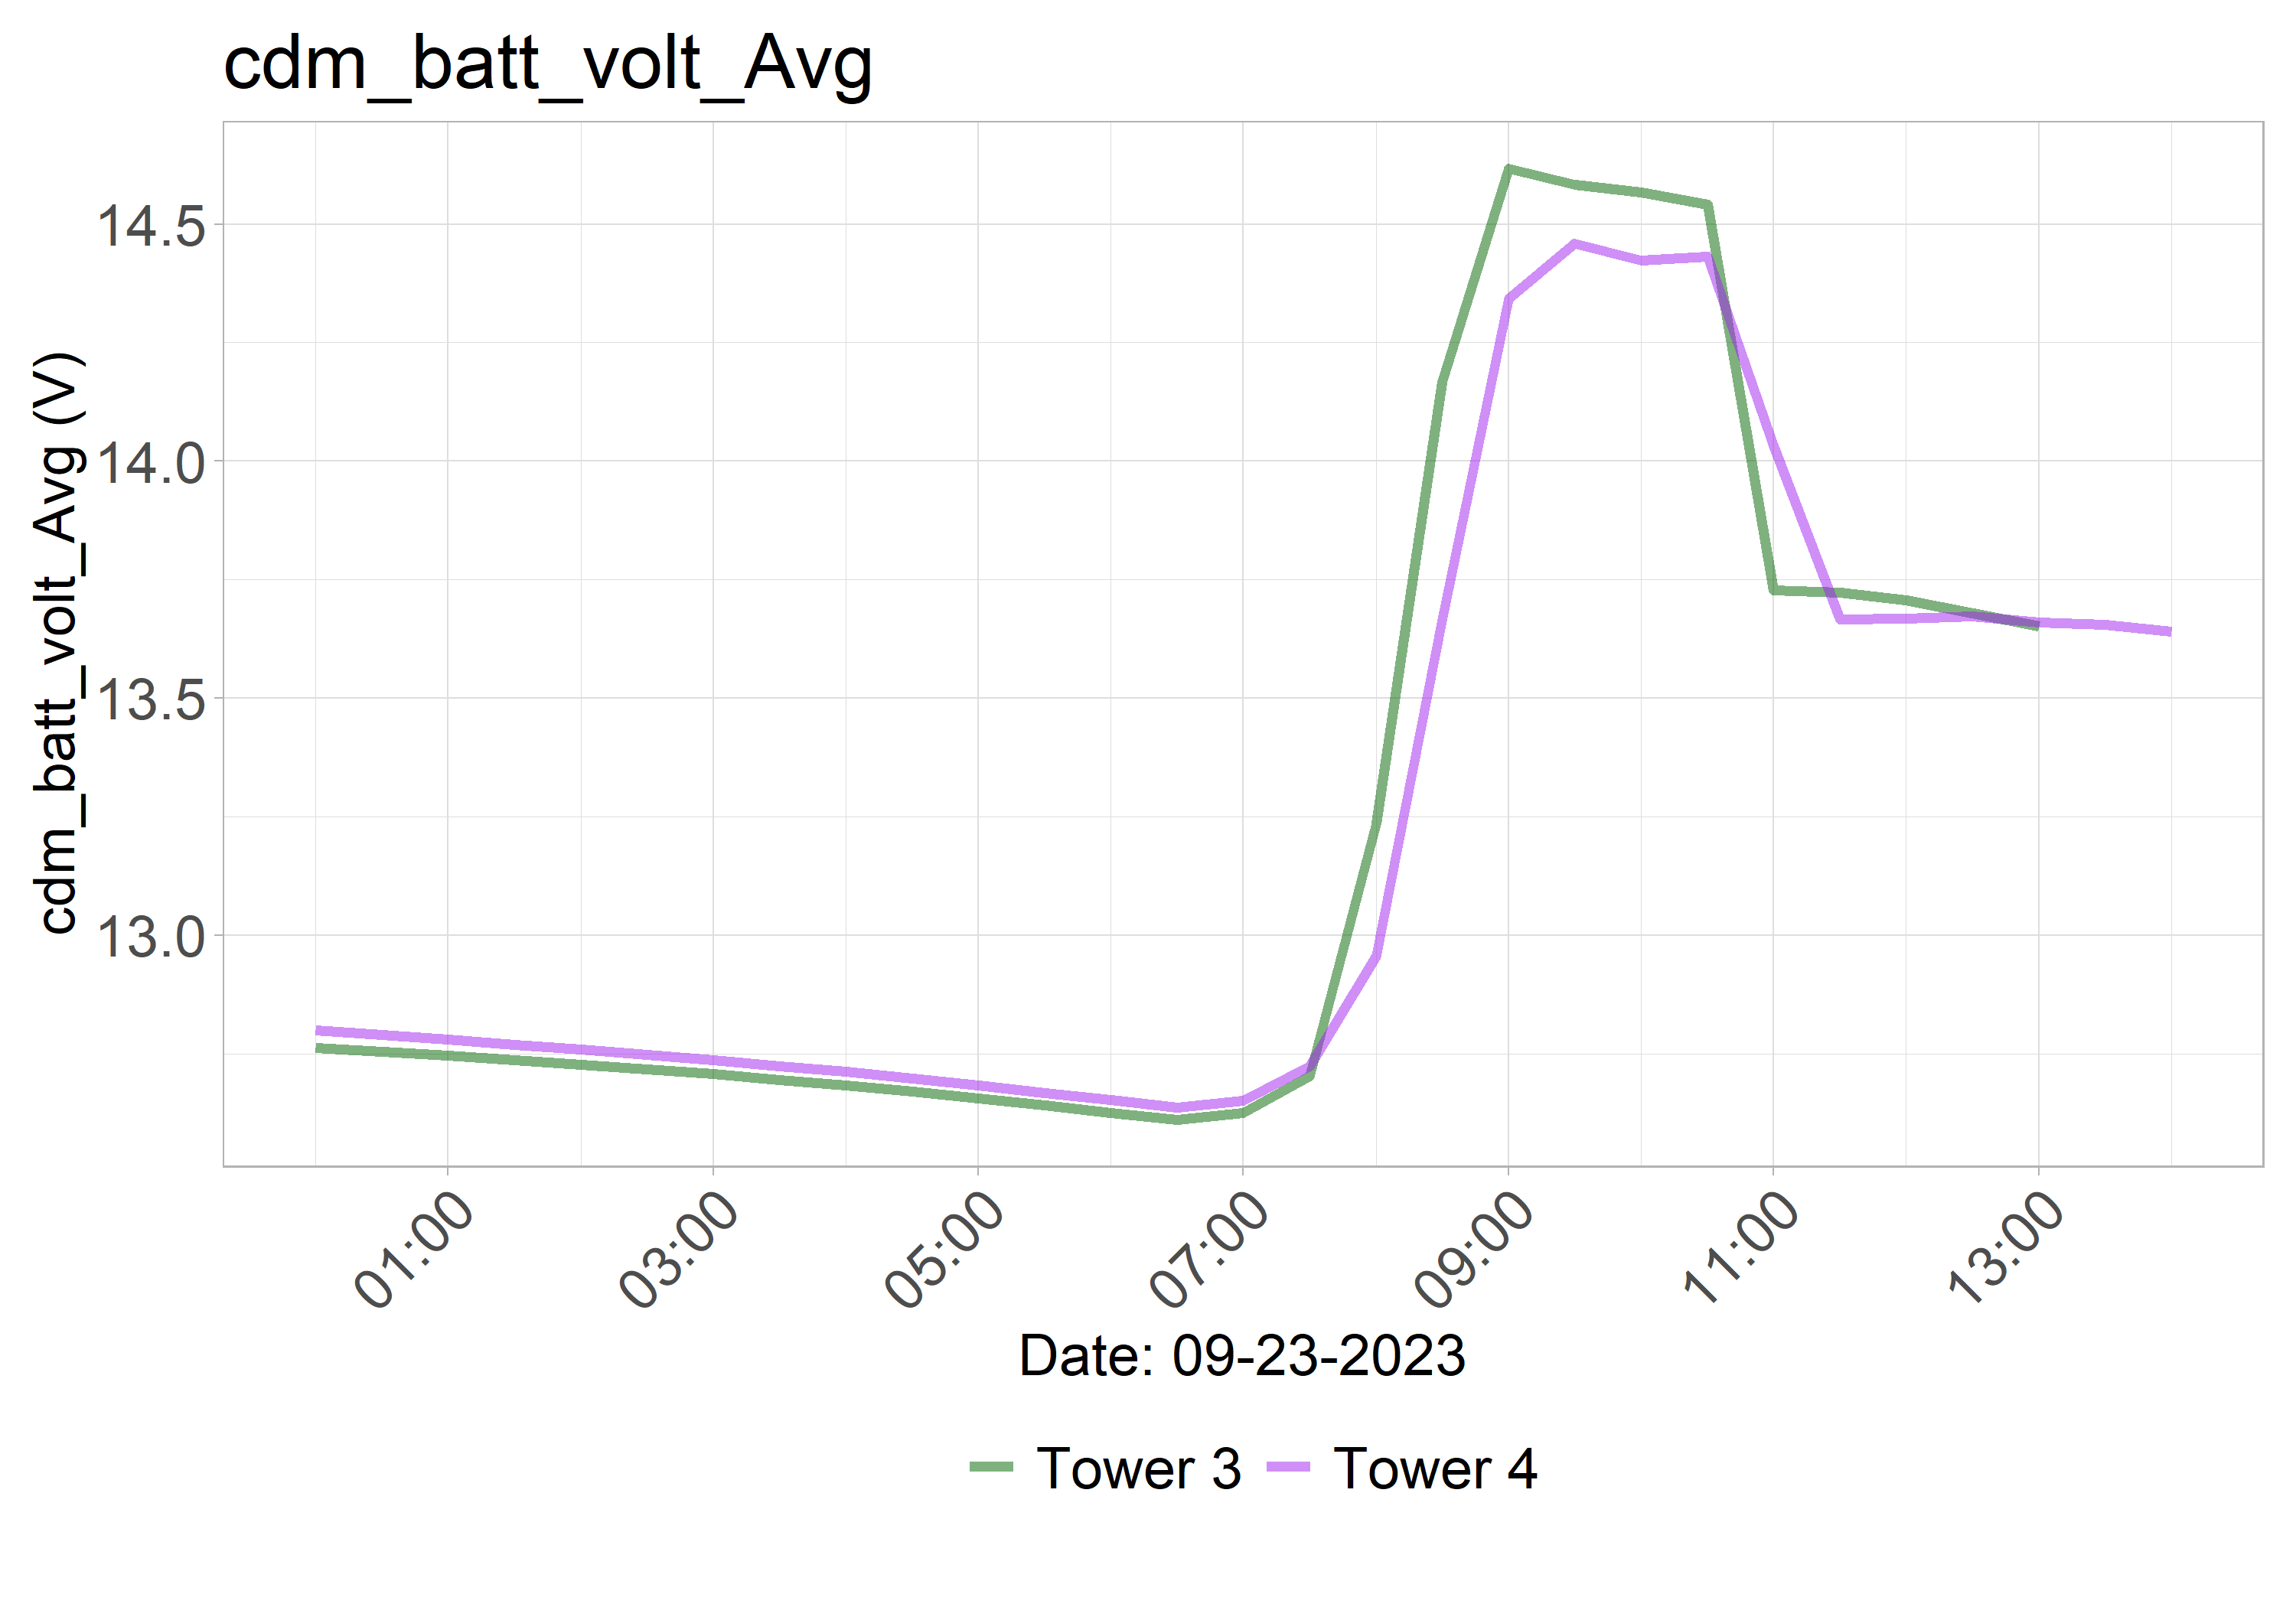 cdm_batt_volt_Avg
cdm_batt_volt_Avg (V)
14.5
14.0
13.5
13.0
01:00 03:00 05:00 07:00 09:00 11:00 13:00
Date: 09-23-2023
Tower 3 Tower 4